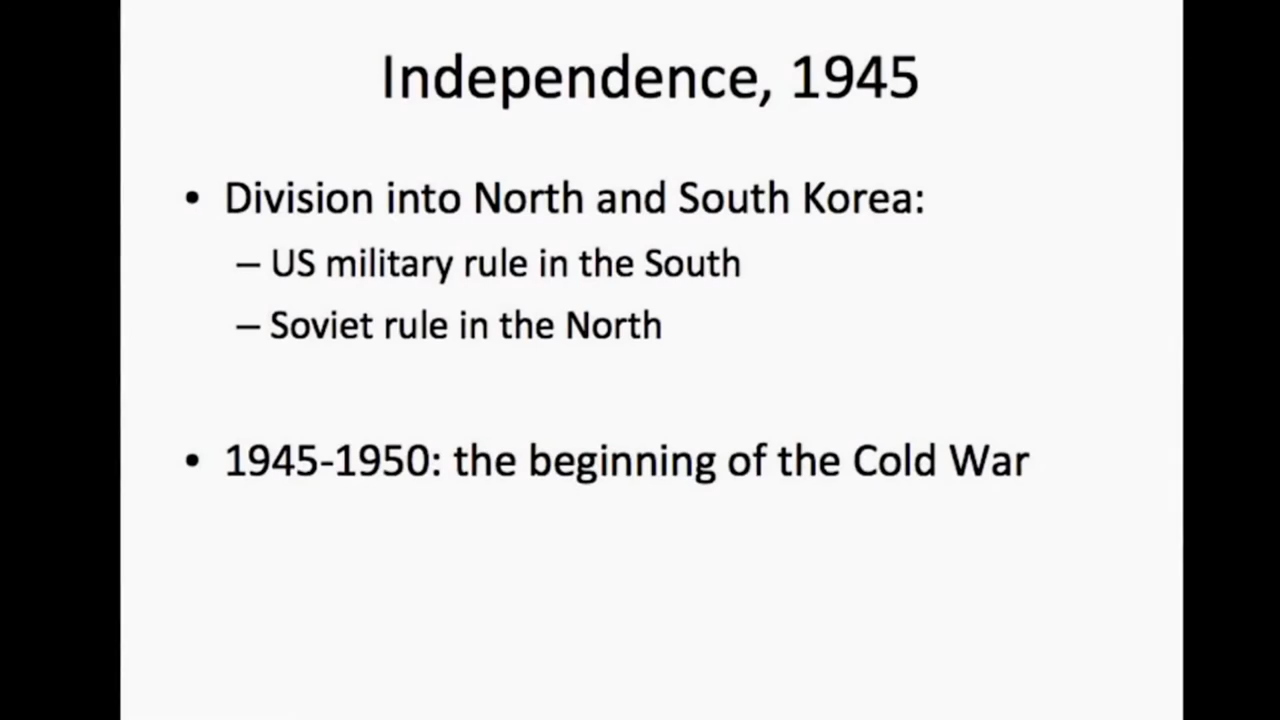 Independence, 1945
• Division into North and South Korea:
– US military rule in the South
– Soviet rule in the North
• 1945-1950: the beginning of the Cold War